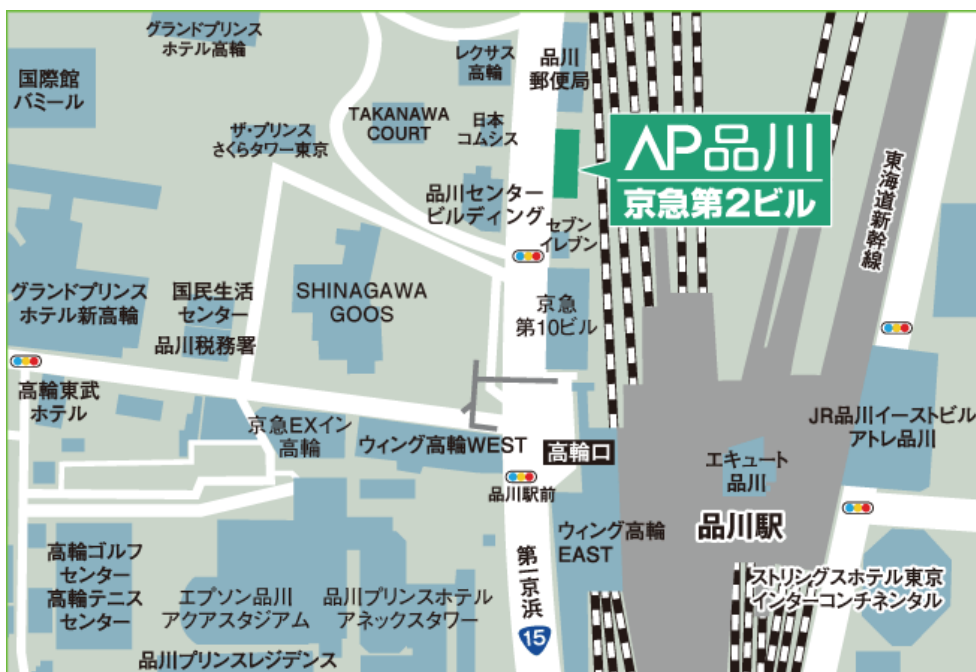 グランドプリンス
ホテル高輪
国際館
パミール
レクサス
高輪
品川
郵便局
TAKANAWA
COURT
日本
コムシス
ザ・プリンス
さくらタワー東京
AP品川
京急第2ビル
東海道新幹線
品川センター
ビルディング
セブン
イレブン
グランドプリンス
ホテル新高輪
国民生活
センター
品川税務署
SHINAGAWA
GOOS
京急
第10ビル
高輪東武
ホテル
京急EXイン
高輪
ウィング高輪WEST
高輪口
JR品川イーストビル
アトレ品川
エキュート
品川
品川駅前
ウィング高輪
EAST
品川駅
第一京浜
15
高輪ゴルフ
センター
高輪テニス
センター
エプソン品川
アクアスタジアム
品川プリンスホテル
アネックスタワー
ストリングスホテル東京
インターコンチネンタル
品川プリンスレジデンス